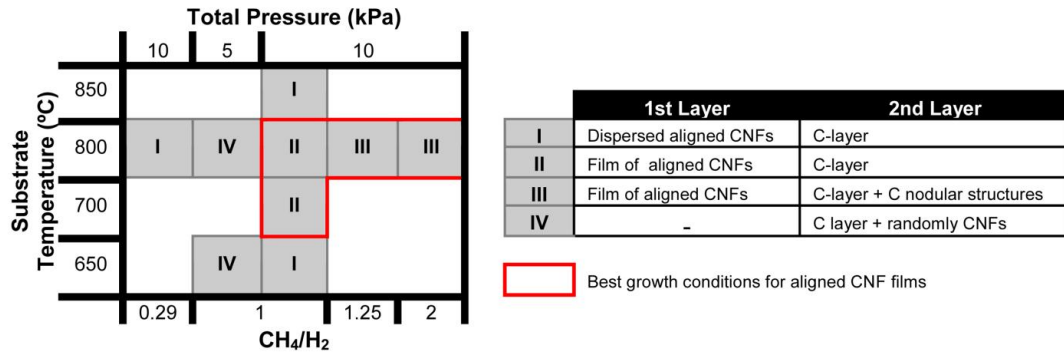 Total Pressure (kPa)
10 5 10
Substrate
Temperature (ºC)
850 I
800 I IV II III III
700 II
650 IV I
0.29 1 1.25 2
CH4/H2
1st Layer 2nd Layer
I Dispersed aligned CNFs C-layer
II Film of aligned CNFs C-layer
III Film of aligned CNFs C-layer + C nodular structures
IV - C layer + randomly CNFs
Best growth conditions for aligned CNF films